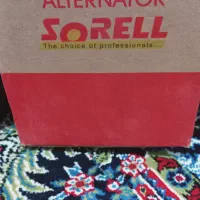 ALTERNATOR
SORELL
The choice of professionals...